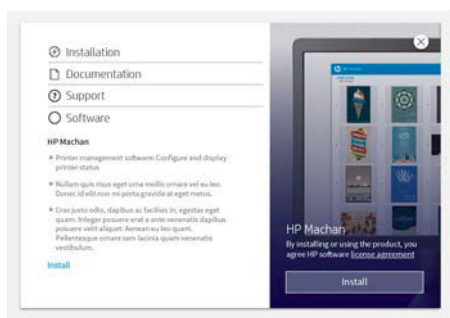 Installation
Documentation
Support
Software
HP Machan
Printer management software: Configure and display
printer status
Nullam quis risus eget urna mollis ornare vel eu leo.
Donec id elit non mi porta gravida at eget metus.
Cras justo odio, dapibus ac facilisis in, egestas eget
quam. Integer posuere erat a ante venenatis dapibus
posuere velit aliquet. Aenean eu leo quam.
Pellentesque ornare sem lacinia quam venenatis
vestibulum.
Install
HP Machan
By installing or using the product, you
agree HP software license agreement
Install